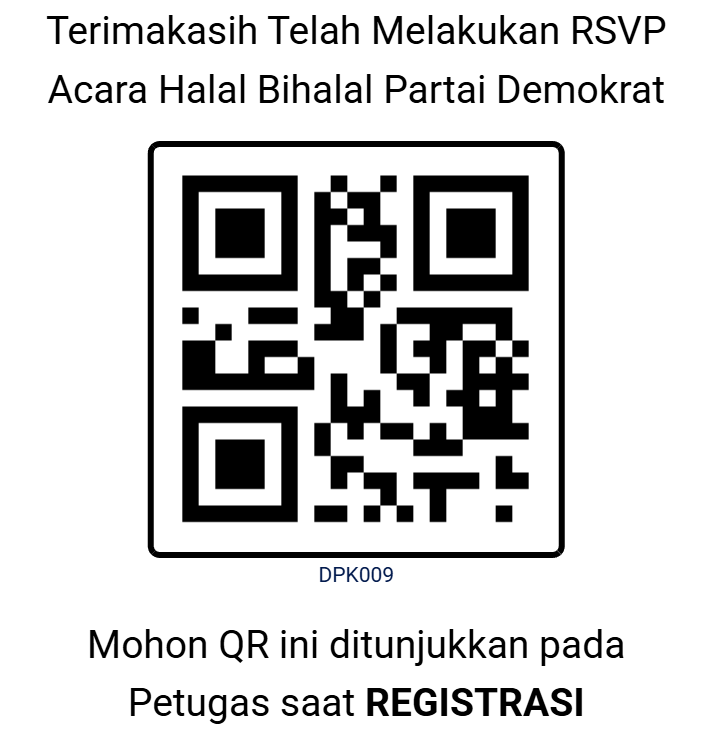 Terimakasih Telah Melakukan RSVP
Acara Halal Bihalal Partai Demokrat
DPK009
Mohon QR ini ditunjukkan pada
Petugas saat REGISTRASI